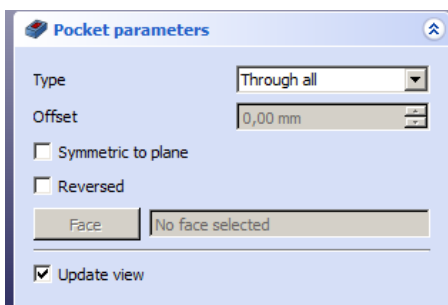 Pocket parameters
Type Through all
Offset 0,00 mm
Symmetric to plane
Reversed
Face No face selected
Update view